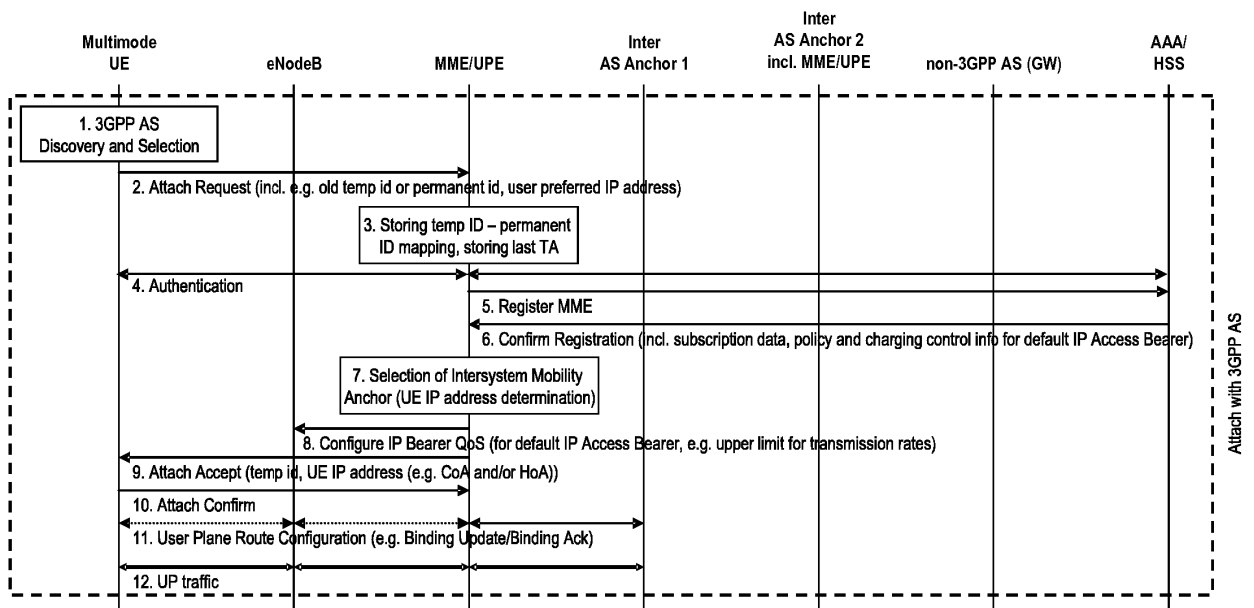 Multimode
UE
eNodeB
MME/UPE
Inter
AS Anchor 1
Inter
AS Anchor 2
incl. MME/UPE
non-3GPP AS (GW)
AAA/
HSS
1. 3GPP AS
Discovery and Selection
2. Attach Request (incl. e.g. old temp id or permanent id, user preferred IP address)
3. Storing temp ID – permanent
ID mapping, storing last TA
4. Authentication
5. Register MME
6. Confirm Registration (incl. subscription data, policy and charging control info for default IP Access Bearer)
7. Selection of Intersystem Mobility
Anchor (UE IP address determination)
8. Configure IP Bearer QoS (for default IP Access Bearer, e.g. upper limit for transmission rates)
9. Attach Accept (temp id, UE IP address (e.g. CoA and/or HoA))
10. Attach Confirm
11. User Plane Route Configuration (e.g. Binding Update/Binding Ack)
12. UP traffic
Attach with 3GPP AS